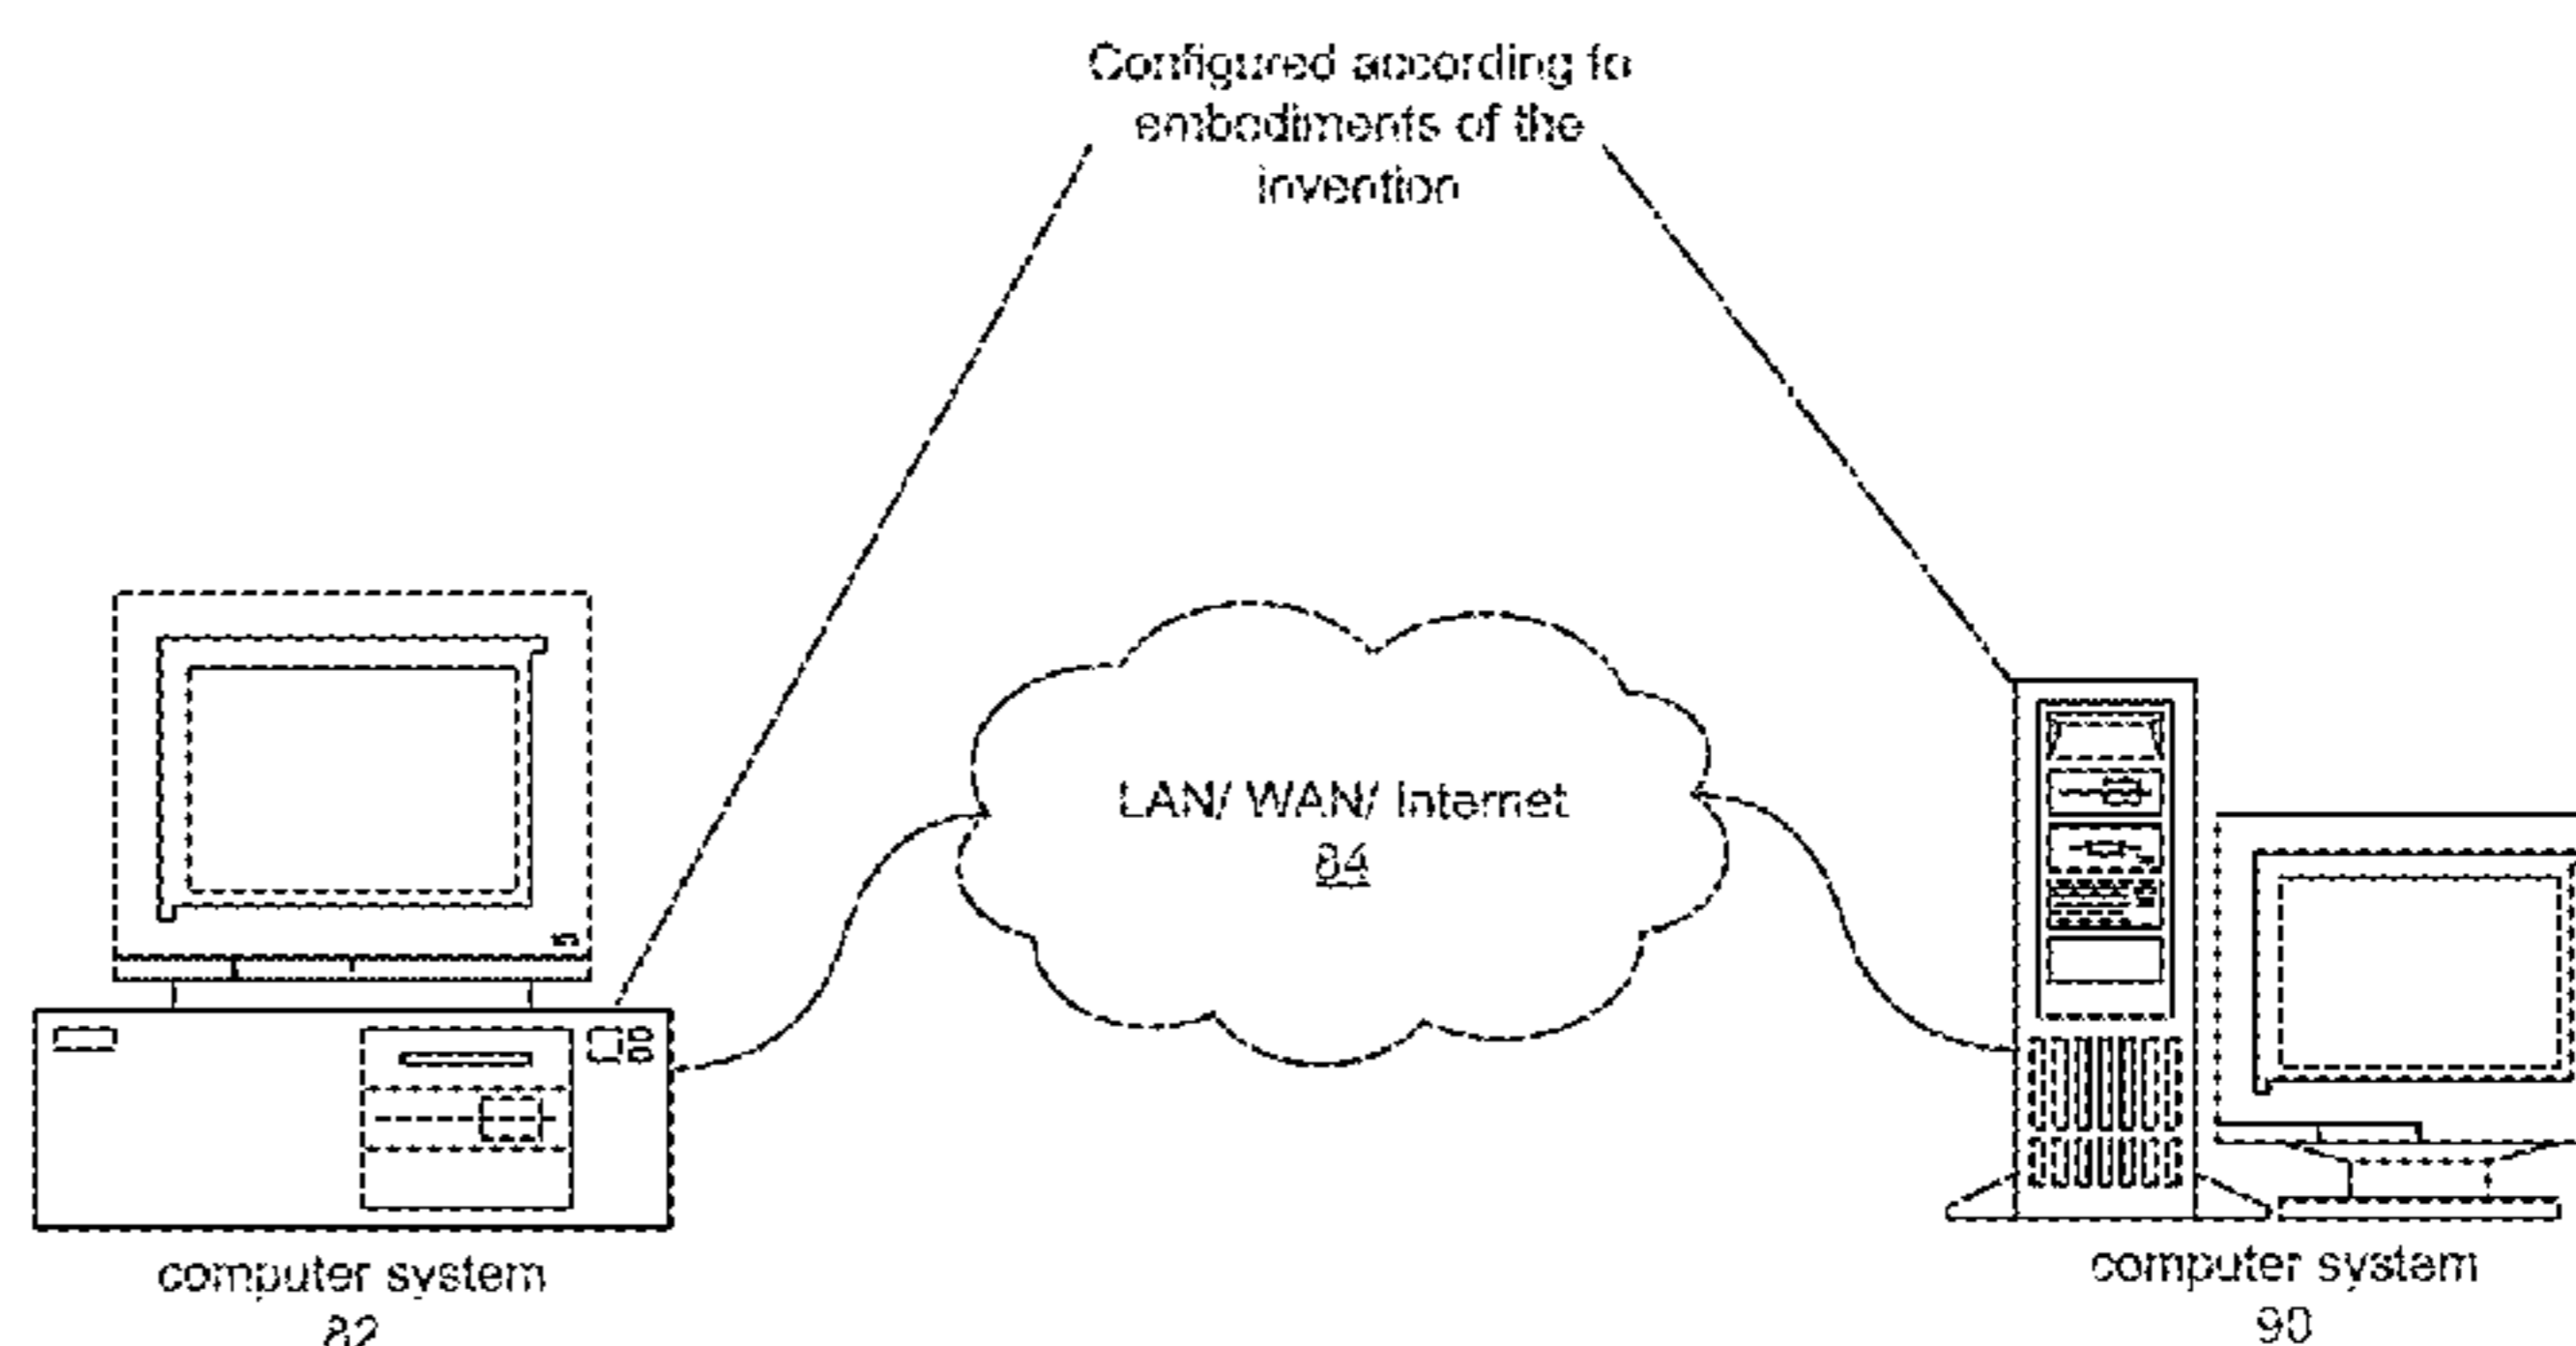 Configured according to
embodiments of the
invention
LAN/ WAN/ Internet
84
computer system
82
computer system
90